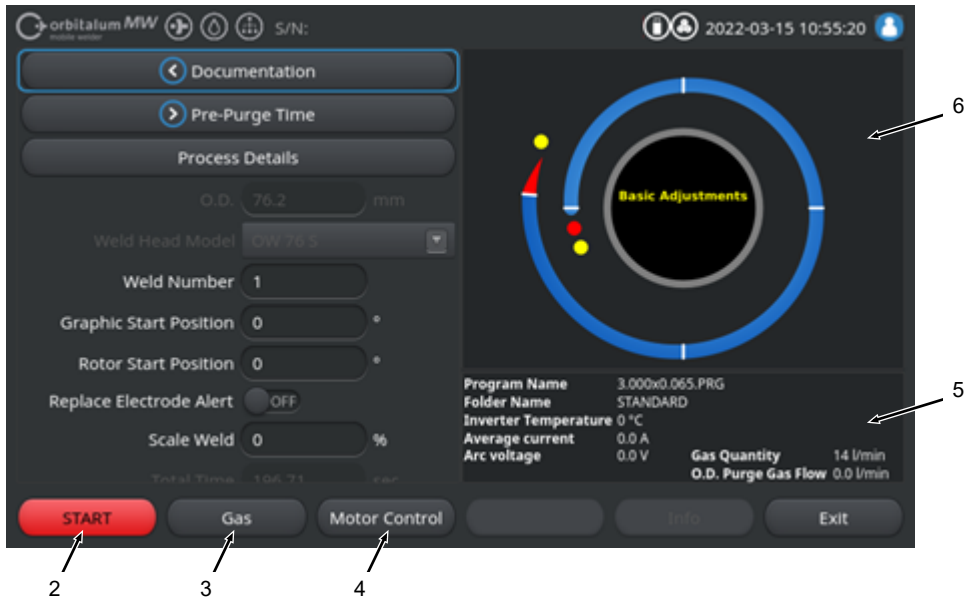 orbitalum MW S/N: 2022-03-15 10:55:20
mobile welder
Documentation
Pre-Purge Time
Process Details
O.D. 76.2 mm
Weld Head Model OW 76 S
Weld Number 1
Graphic Start Position 0 °
Rotor Start Position 0 °
Replace Electrode Alert OFF
Scale Weld 0 %
Total Time 196.71 sec
Basic Adjustments
6
Program Name 3.000x0.065.PRG
Folder Name STANDARD
Inverter Temperature 0 °C
Average current 0.0 A
Arc voltage 0.0 V Gas Quantity 14 l/min
O.D. Purge Gas Flow 0.0 l/min
5
START Gas Motor Control Info Exit
2 3 4